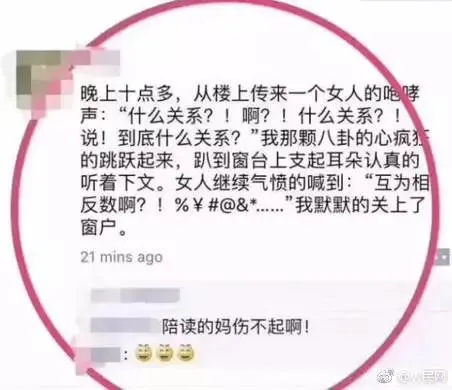 晚上十点多，从楼上传来一个女人的咆哮
声：“什么关系？！啊？！什么关系？！
说！到底什么关系？”我那颗八卦的心疯狂
的跳跃起来，趴到窗台上支起耳朵认真的
听着下文。女人继续气愤的喊到：“互为相
反数啊？！%￥#@&*……”我默默的关上了
窗户。
21 mins ago
陪读的妈伤不起啊！
: